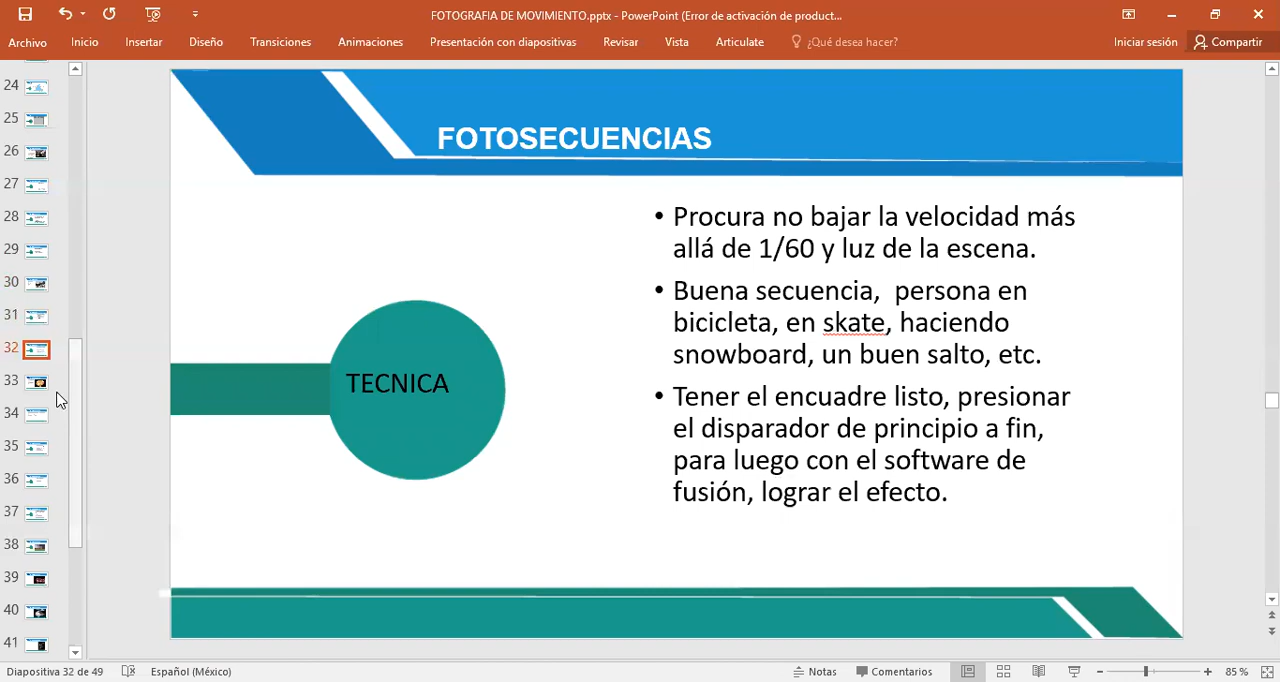 FOTOGRAFIA DE MOVIMIENTO.pptx - PowerPoint (Error de activación de product...
Archivo Inicio Insertar Diseño Transiciones Animaciones Presentación con diapositivas Revisar Vista Articulate ¿Qué desea hacer? Iniciar sesión Compartir
24
25
26
27
28
29
30
31
32
33
34
35
36
37
38
39
40
41
FOTOSECUENCIAS
TECNICA
• Procura no bajar la velocidad más
allá de 1/60 y luz de la escena.
• Buena secuencia, persona en
bicicleta, en skate, haciendo
snowboard, un buen salto, etc.
• Tener el encuadre listo, presionar
el disparador de principio a fin,
para luego con el software de
fusión, lograr el efecto.
Diapositiva 32 de 49 Español (México) Notas Comentarios 85 %